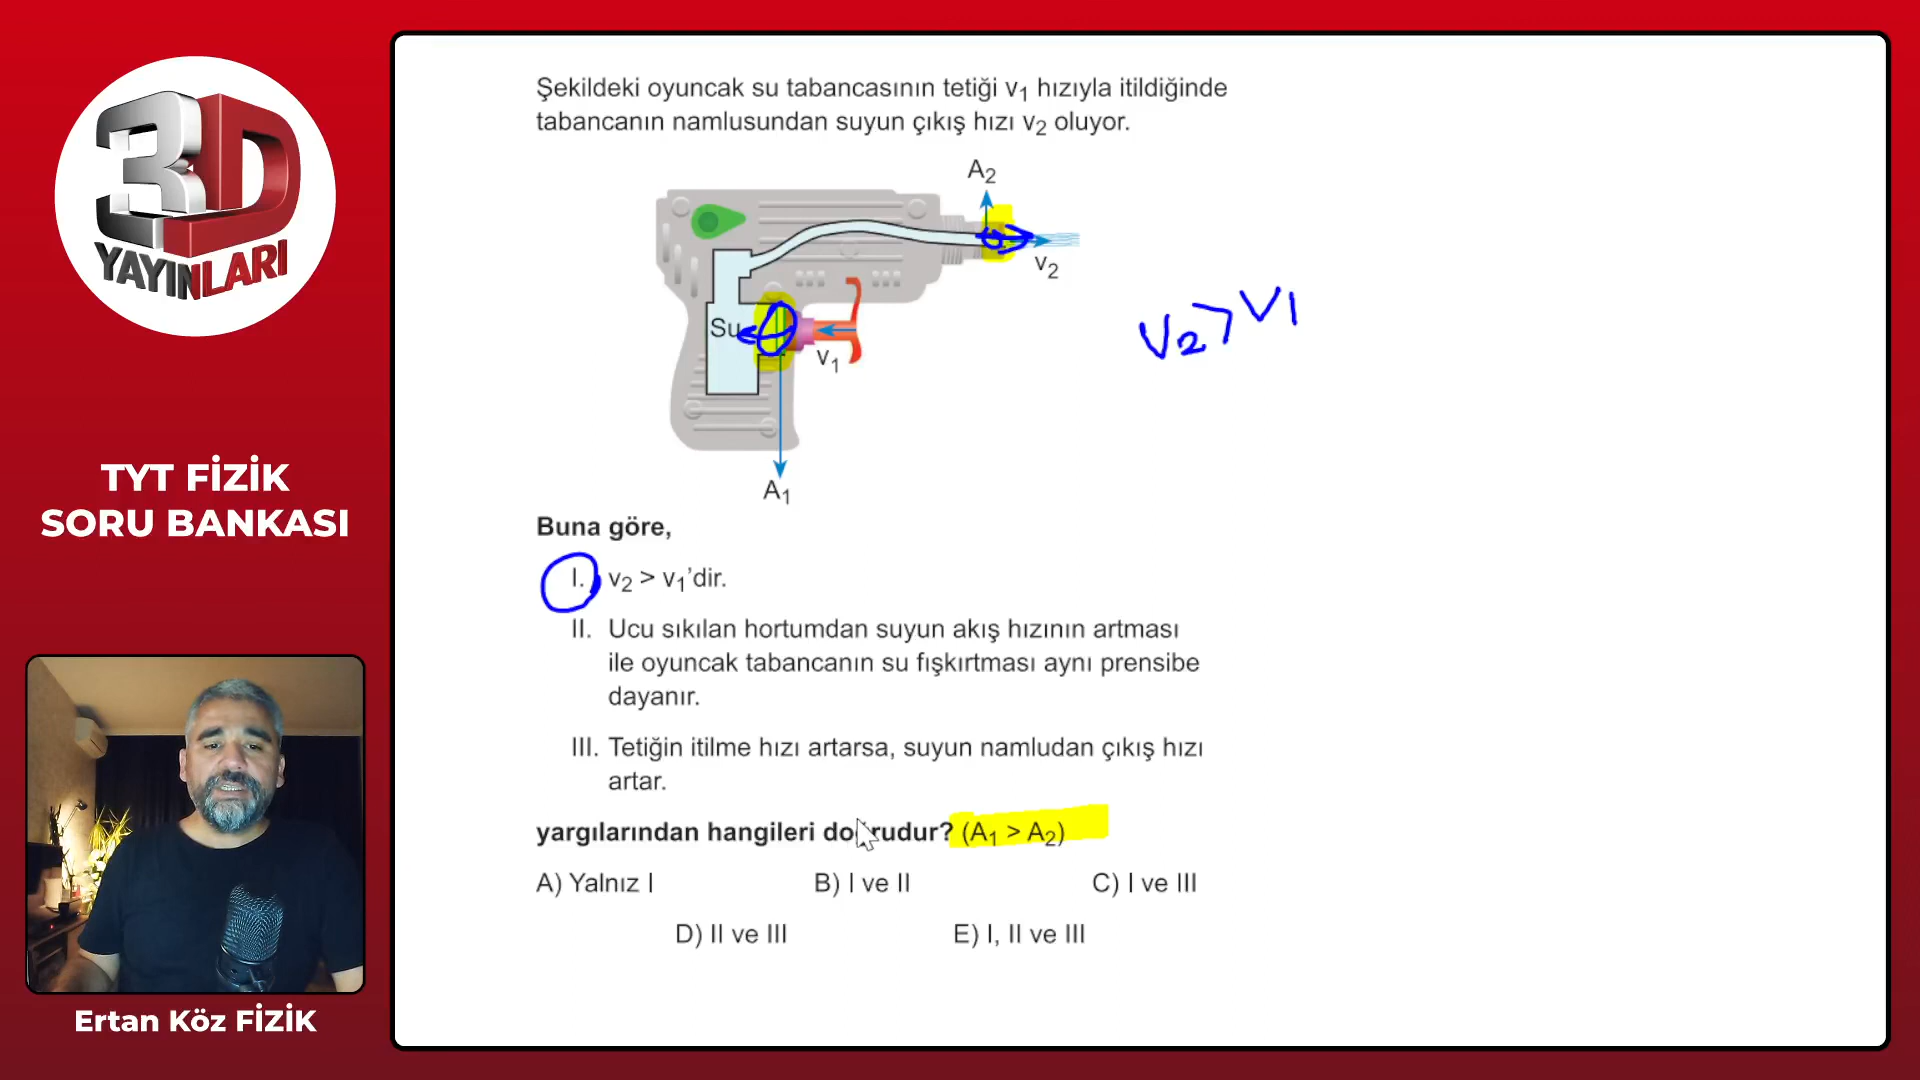 3D
YAYINLARI
TYT FİZİK
SORU BANKASI
Ertan Köz FİZİK
Şekildeki oyuncak su tabancasının tetiği v₁ hızıyla itildiğinde
tabancanın namlusundan suyun çıkış hızı v₂ oluyor.
A₂
v₂
Su
v₁
A₁
v₂ > v₁
Buna göre,
I. v₂ > v₁'dir.
II. Ucu sıkılan hortumdan suyun akış hızının artması
ile oyuncak tabancanın su fışkırtması aynı prensibe
dayanır.
III. Tetiğin itilme hızı artarsa, suyun namludan çıkış hızı
artar.
yargılarından hangileri doğrudur? (A₁ > A₂)
A) Yalnız I B) I ve II C) I ve III
D) II ve III E) I, II ve III